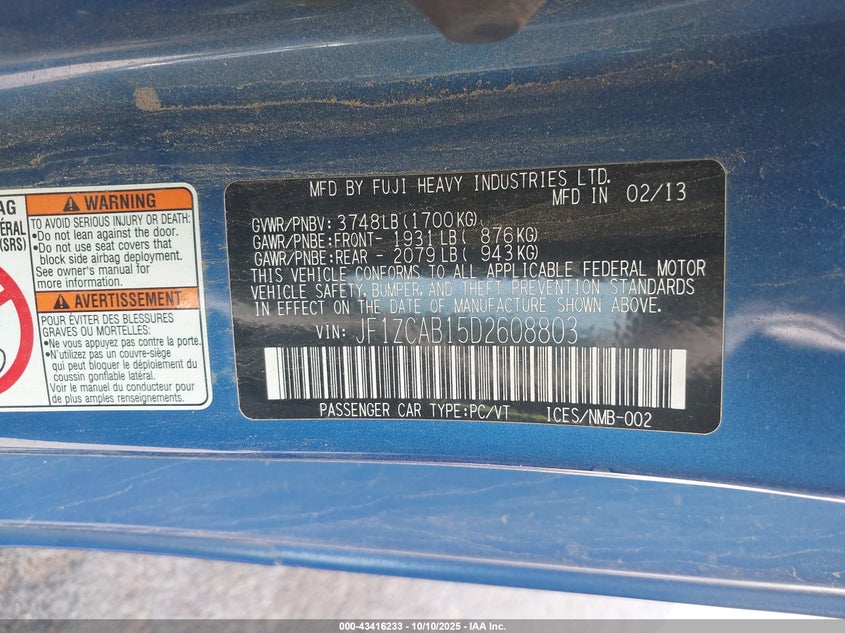 AG
ÉRAL
(SRS)
WARNING
TO AVOID SERIOUS INJURY OR DEATH:
•Do not lean against the door.
•Do not use seat covers that
block side airbag deployment.
See owner's manual for
more information.
AVERTISSEMENT
POUR ÉVITER DES BLESSURES
GRAVES OU MORTELLES:
•Ne vous appuyez pas contre la porte.
•N'utilizez pas un couvre-siège qui
peut bloquer le déploiement du
coussin gonflable latéral.
Voir le manuel du conducteur pour
de plus amples renseignements.
MFD BY FUJI HEAVY INDUSTRIES LTD.
MFD IN 02/13
GVWR/PNBV: 3748LB(1700KG)
GAWR/PNBE:FRONT- 1931LB( 876KG)
GAWR/PNBE:REAR - 2079LB( 943KG)
THIS VEHICLE CONFORMS TO ALL APPLICABLE FEDERAL MOTOR
VEHICLE SAFETY, BUMPER, AND THEFT PREVENTION STANDARDS
IN EFFECT ON THE DATE OF MANUFACTURE SHOWN ABOVE.
VIN: JF1ZCAB15D2608803
PASSENGER CAR TYPE:PC/VT ICES/NMB-002
000-43416233 - 10/10/2025 - IAA Inc.